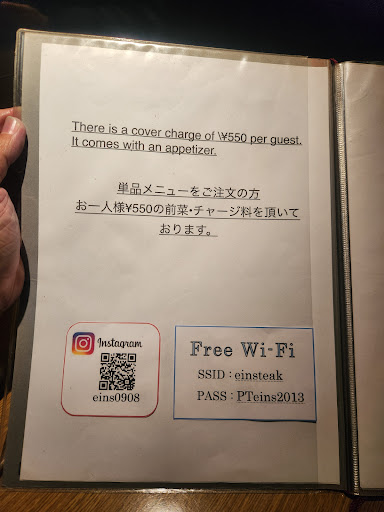 There is a cover charge of \¥550 per guest.
It comes with an appetizer.
単品メニューをご注文の方
お一人様¥550の前菜・チャージ料を頂いて
おります。
Instagram
eins0908
Free Wi-Fi
SSID : einsteak
PASS : PTeins2013